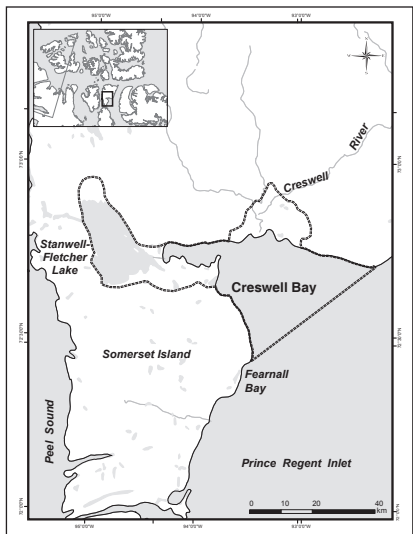 Creswell
River
Stanwell-
Fletcher
Lake
Creswell Bay
Somerset Island
Fearnall
Bay
Peel Sound
Prince Regent Inlet
0 10 20 30 40
km